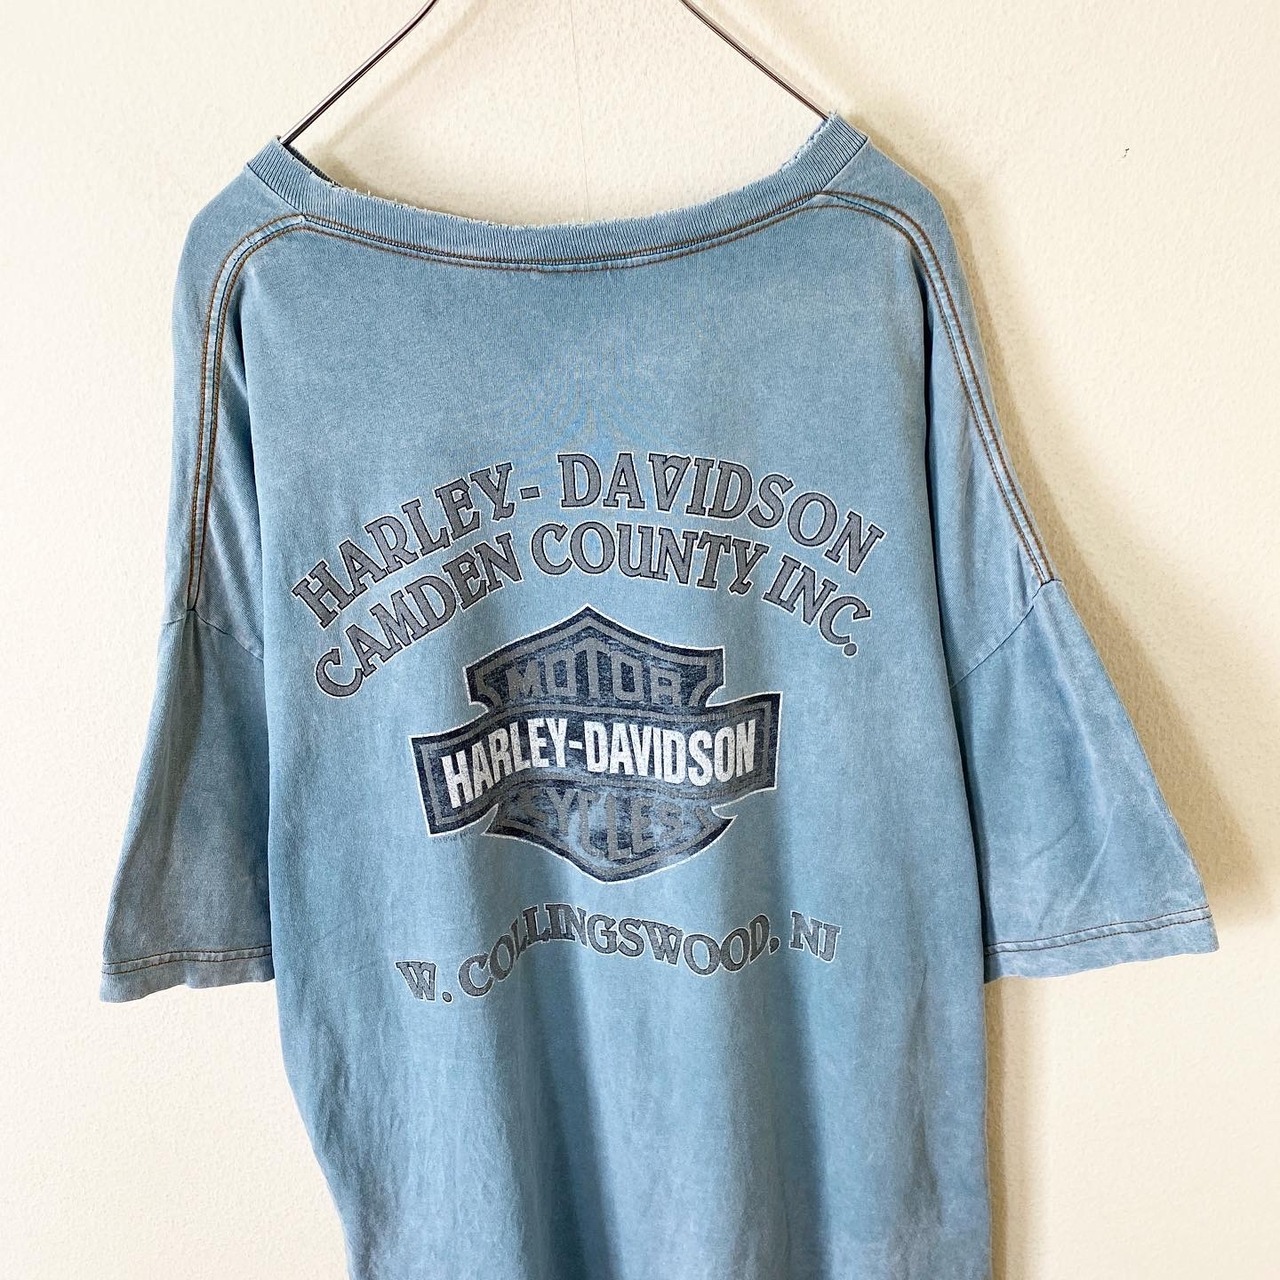 HARLEY-DAVIDSON
CAMDEN COUNTY INC.
MOTOR
HARLEY-DAVIDSON
CYCLES
W. COLLINGSWOOD, NJ